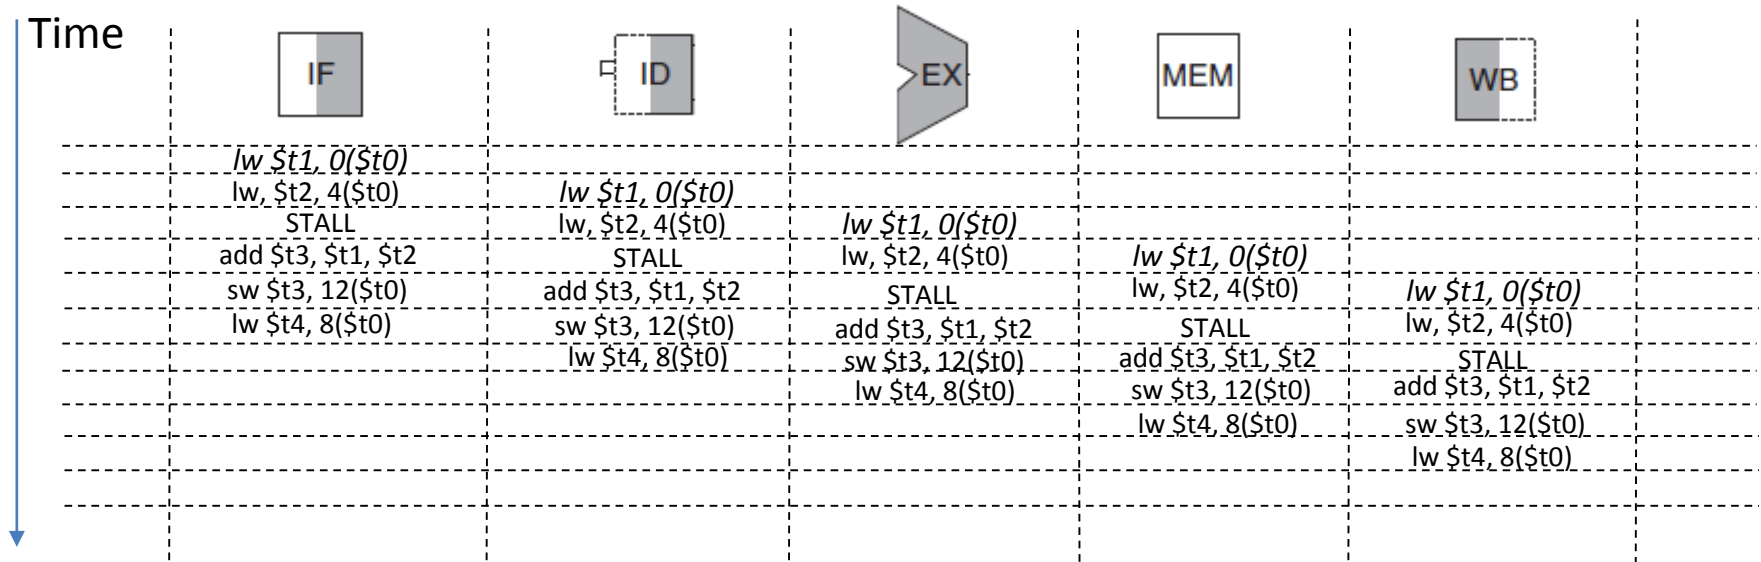 Time
IF ID EX MEM WB
lw $t1, 0($t0)
lw, $t2, 4($t0) lw $t1, 0($t0)
STALL lw, $t2, 4($t0) lw $t1, 0($t0)
add $t3, $t1, $t2 STALL lw, $t2, 4($t0) lw $t1, 0($t0)
sw $t3, 12($t0) add $t3, $t1, $t2 STALL lw, $t2, 4($t0) lw $t1, 0($t0)
lw $t4, 8($t0) sw $t3, 12($t0) add $t3, $t1, $t2 STALL lw, $t2, 4($t0)
lw $t4, 8($t0) sw $t3, 12($t0) add $t3, $t1, $t2 STALL
lw $t4, 8($t0) sw $t3, 12($t0) add $t3, $t1, $t2
lw $t4, 8($t0) sw $t3, 12($t0)
lw $t4, 8($t0)